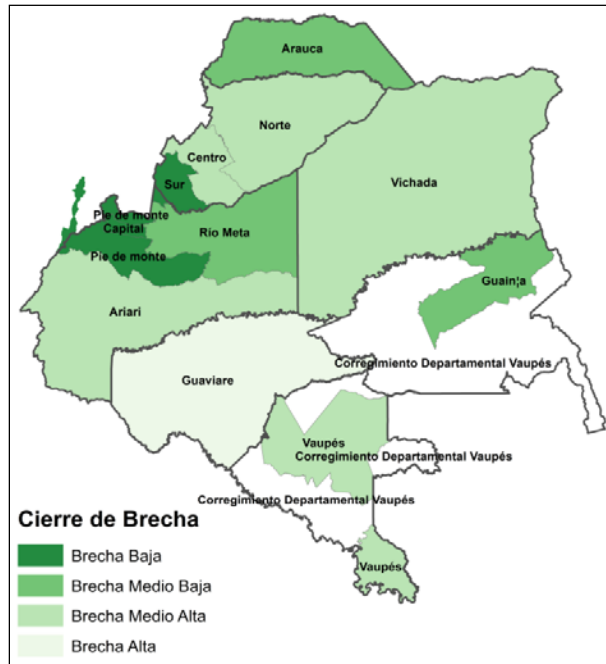 Arauca
Norte
Centro
Vichada
Sur
Pie de monte
Capital
Río Meta
Pie de monte
Guain¦a
Ariari
Corregimiento Departamental Vaupés
Guaviare
Vaupés
Corregimiento Departamental Vaupés
Corregimiento Departamental Vaupés
Vaupés
Cierre de Brecha
Brecha Baja
Brecha Medio Baja
Brecha Medio Alta
Brecha Alta